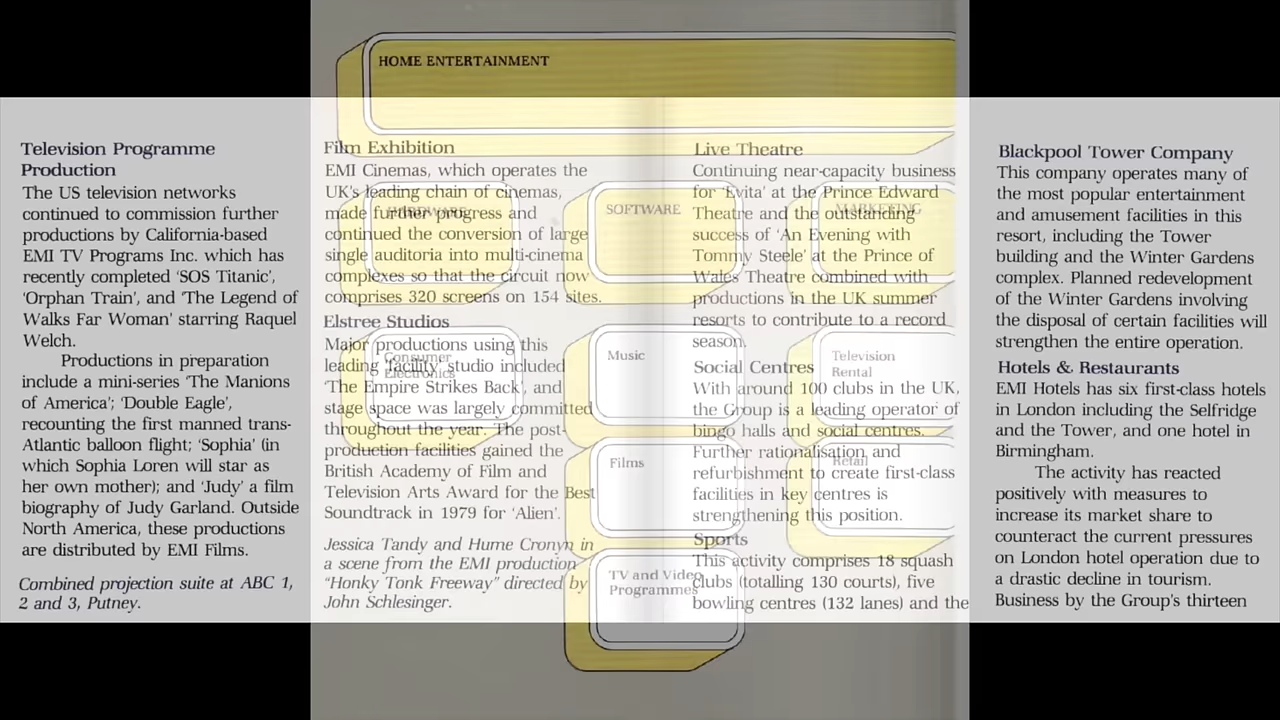 HOME ENTERTAINMENT
HARDWARE
SOFTWARE
MARKETING
Consumer
Electronics
Music
Television
Rental
Films
Retail
TV and Video
Programmes
Television Programme
Production
The US television networks
continued to commission further
productions by California-based
EMI TV Programs Inc. which has
recently completed ‘SOS Titanic’,
‘Orphan Train’, and ‘The Legend of
Walks Far Woman’ starring Raquel
Welch.
Productions in preparation
include a mini-series ‘The Manions
of America’; ‘Double Eagle’,
recounting the first manned trans-
Atlantic balloon flight; ‘Sophia’ (in
which Sophia Loren will star as
her own mother); and ‘Judy’ a film
biography of Judy Garland. Outside
North America, these productions
are distributed by EMI Films.
Combined projection suite at ABC 1,
2 and 3, Putney.
Film Exhibition
EMI Cinemas, which operates the
UK's leading chain of cinemas,
made further progress and
continued the conversion of large
single auditoria into multi-cinema
complexes so that the circuit now
comprises 320 screens on 154 sites.
Elstree Studios
Major productions using this
leading ‘facility’ studio included
‘The Empire Strikes Back’, and
stage space was largely committed
throughout the year. The post-
production facilities gained the
British Academy of Film and
Television Arts Award for the Best
Soundtrack in 1979 for ‘Alien’.
Jessica Tandy and Hume Cronyn in
a scene from the EMI production
“Honky Tonk Freeway” directed by
John Schlesinger.
Live Theatre
Continuing near-capacity business
for ‘Evita’ at the Prince Edward
Theatre and the outstanding
success of ‘An Evening with
Tommy Steele’ at the Prince of
Wales Theatre combined with
productions in the UK summer
resorts to contribute to a record
season.
Social Centres
With around 100 clubs in the UK,
the Group is a leading operator of
bingo halls and social centres.
Further rationalisation and
refurbishment to create first-class
facilities in key centres is
strengthening this position.
Sports
This activity comprises 18 squash
clubs (totalling 130 courts), five
bowling centres (132 lanes) and the
Blackpool Tower Company
This company operates many of
the most popular entertainment
and amusement facilities in this
resort, including the Tower
building and the Winter Gardens
complex. Planned redevelopment
of the Winter Gardens involving
the disposal of certain facilities will
strengthen the entire operation.
Hotels & Restaurants
EMI Hotels has six first-class hotels
in London including the Selfridge
and the Tower, and one hotel in
Birmingham.
The activity has reacted
positively with measures to
increase its market share to
counteract the current pressures
on London hotel operation due to
a drastic decline in tourism.
Business by the Group's thirteen